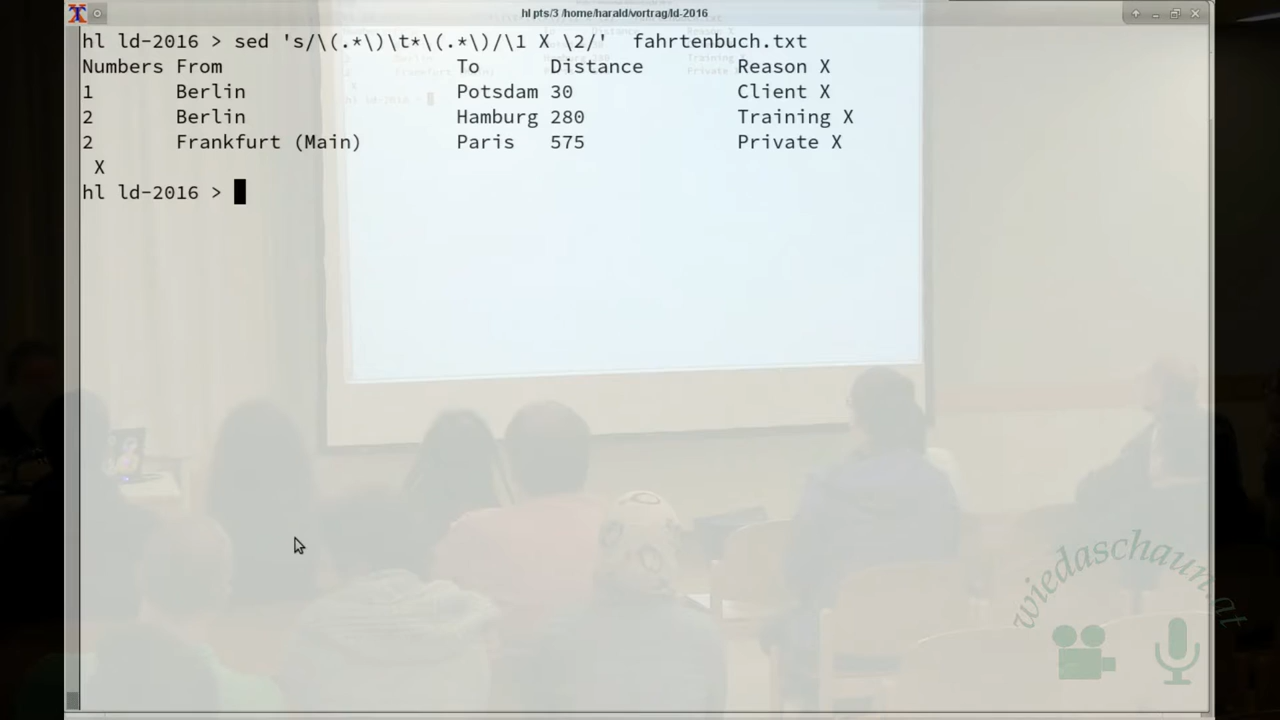 hl pts/3 /home/harald/vortrag/ld-2016
hl ld-2016 > sed 's/\(.*\)\t*\(.*\)/\1 X \2/'  fahrtenbuch.txt
Numbers From To Distance Reason X
1 Berlin Potsdam 30 Client X
2 Berlin Hamburg 280 Training X
2 Frankfurt (Main) Paris 575 Private X
X
hl ld-2016 >
wiedaschaun.at